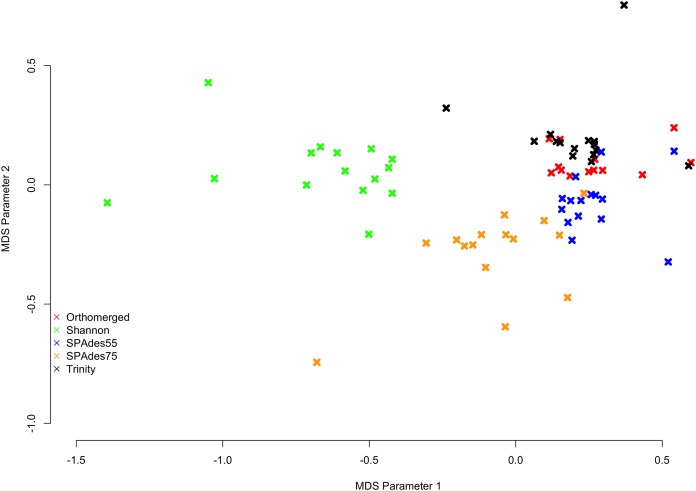 0.5
0.0
-0.5
-1.0
MDS Parameter 2
Orthomerged
Shannon
SPAdes55
SPAdes75
Trinity
-1.5 -1.0 -0.5 0.0 0.5
MDS Parameter 1